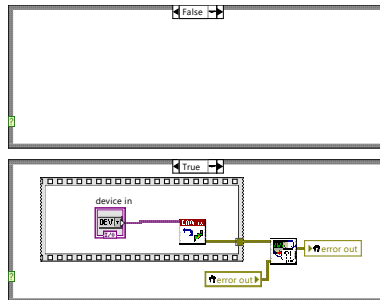 False
?
True
device in
DEV
I/O
error out
error out
?